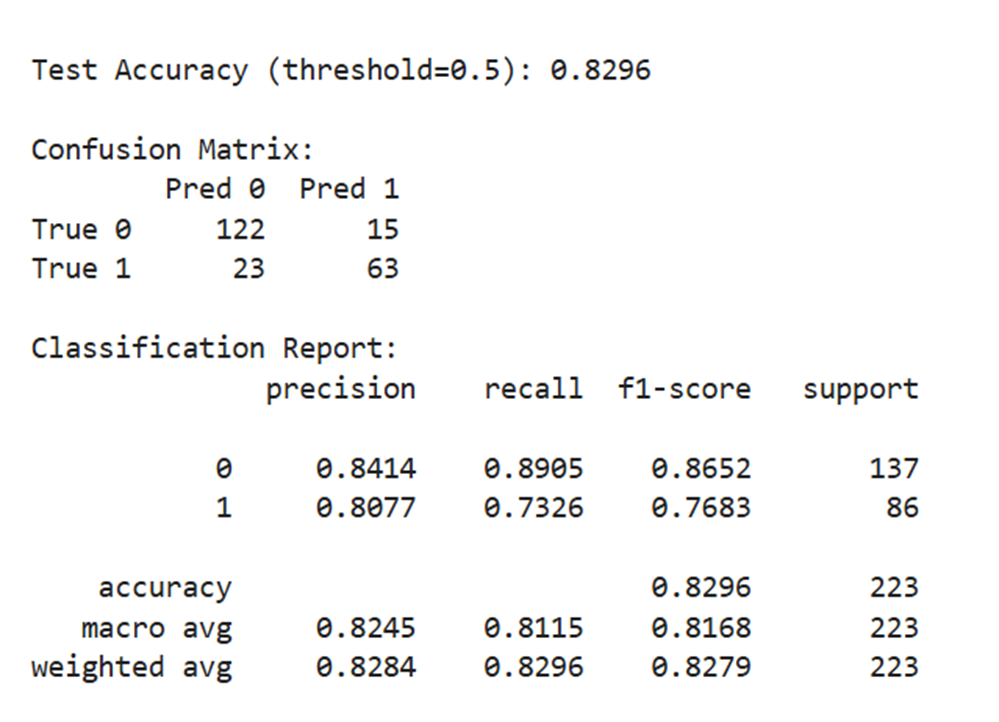 Test Accuracy (threshold=0.5): 0.8296
Confusion Matrix:
Pred 0 Pred 1
True 0 122 15
True 1 23 63
Classification Report:
precision recall f1-score support
0 0.8414 0.8905 0.8652 137
1 0.8077 0.7326 0.7683 86
accuracy 0.8296 223
macro avg 0.8245 0.8115 0.8168 223
weighted avg 0.8284 0.8296 0.8279 223